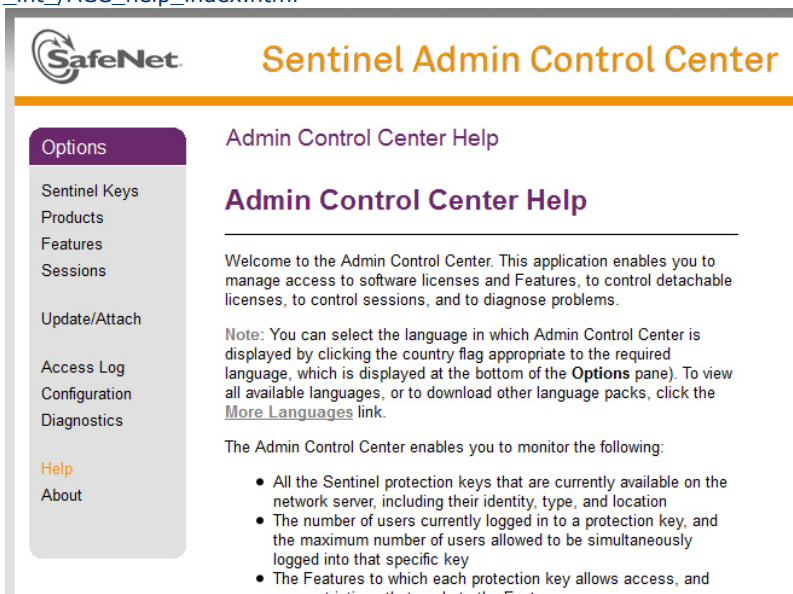 _int_/ACC_help_index.html
SafeNet.
Sentinel Admin Control Center
Options
Sentinel Keys
Products
Features
Sessions
Update/Attach
Access Log
Configuration
Diagnostics
Help
About
Admin Control Center Help
Admin Control Center Help
Welcome to the Admin Control Center. This application enables you to
manage access to software licenses and Features, to control detachable
licenses, to control sessions, and to diagnose problems.
Note: You can select the language in which Admin Control Center is
displayed by clicking the country flag appropriate to the required
language, which is displayed at the bottom of the Options pane). To view
all available languages, or to download other language packs, click the
More Languages link.
The Admin Control Center enables you to monitor the following:
● All the Sentinel protection keys that are currently available on the
network server, including their identity, type, and location
● The number of users currently logged in to a protection key, and
the maximum number of users allowed to be simultaneously
logged into that specific key
● The Features to which each protection key allows access, and